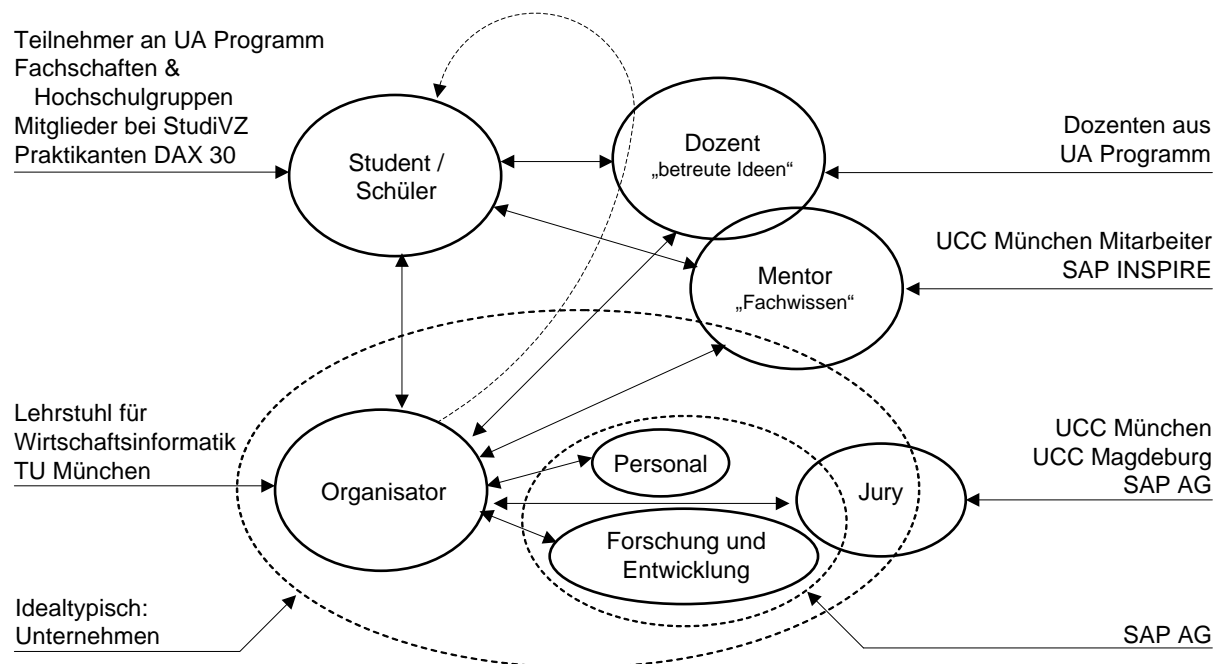 Teilnehmer an UA Programm
Fachschaften &
Hochschulgruppen
Mitglieder bei StudiVZ
Praktikanten DAX 30
Student /
Schüler
Dozent
„betreute Ideen“
Dozenten aus
UA Programm
Mentor
„Fachwissen“
UCC München Mitarbeiter
SAP INSPIRE
Lehrstuhl für
Wirtschaftsinformatik
TU München
Organisator
Personal
Forschung und
Entwicklung
Jury
UCC München
UCC Magdeburg
SAP AG
Idealtypisch:
Unternehmen
SAP AG